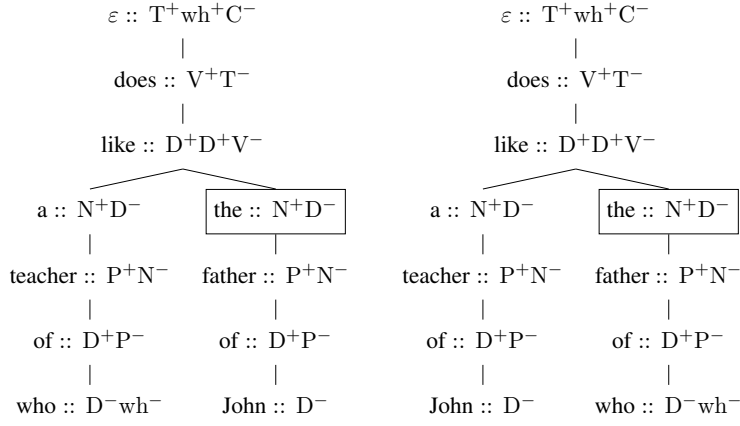 ε :: T⁺wh⁺C⁻ ε :: T⁺wh⁺C⁻
does :: V⁺T⁻ does :: V⁺T⁻
like :: D⁺D⁺V⁻ like :: D⁺D⁺V⁻
a :: N⁺D⁻ the :: N⁺D⁻ a :: N⁺D⁻ the :: N⁺D⁻
teacher :: P⁺N⁻ father :: P⁺N⁻ teacher :: P⁺N⁻ father :: P⁺N⁻
of :: D⁺P⁻ of :: D⁺P⁻ of :: D⁺P⁻ of :: D⁺P⁻
who :: D⁻wh⁻ John :: D⁻ John :: D⁻ who :: D⁻wh⁻